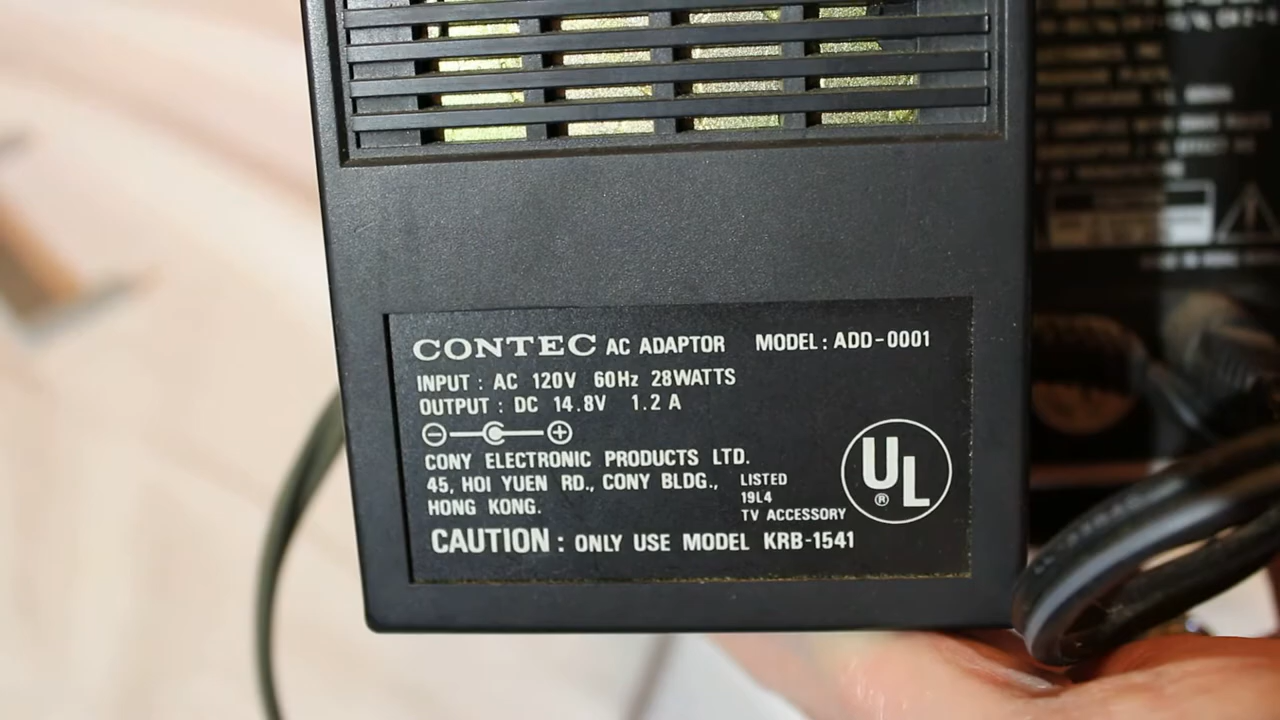 CONTEC AC ADAPTOR MODEL: ADD-0001
INPUT : AC 120V 60Hz 28WATTS
OUTPUT : DC 14.8V 1.2 A
CONY ELECTRONIC PRODUCTS LTD.
45, HOI YUEN RD., CONY BLDG.,
HONG KONG.
LISTED
19L4
TV ACCESSORY
UL ®
CAUTION : ONLY USE MODEL KRB-1541